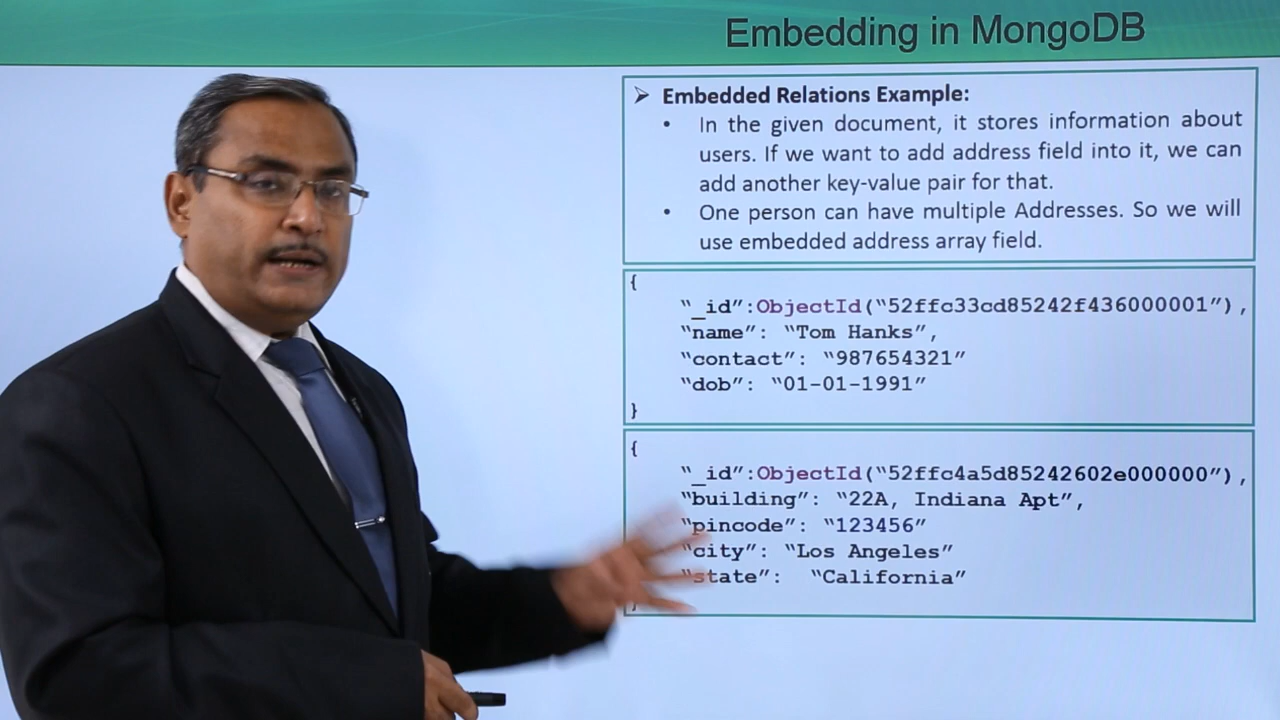 Embedding in MongoDB
➢ Embedded Relations Example:
• In the given document, it stores information about
users. If we want to add address field into it, we can
add another key-value pair for that.
• One person can have multiple Addresses. So we will
use embedded address array field.
{
“_id”:ObjectId(“52ffc33cd85242f436000001”),
“name”: “Tom Hanks”,
“contact”: “987654321”
“dob”: “01-01-1991”
}
{
“_id”:ObjectId(“52ffc4a5d85242602e000000”),
“building”: “22A, Indiana Apt”,
“pincode”: “123456”
“city”: “Los Angeles”
“state”: “California”
}